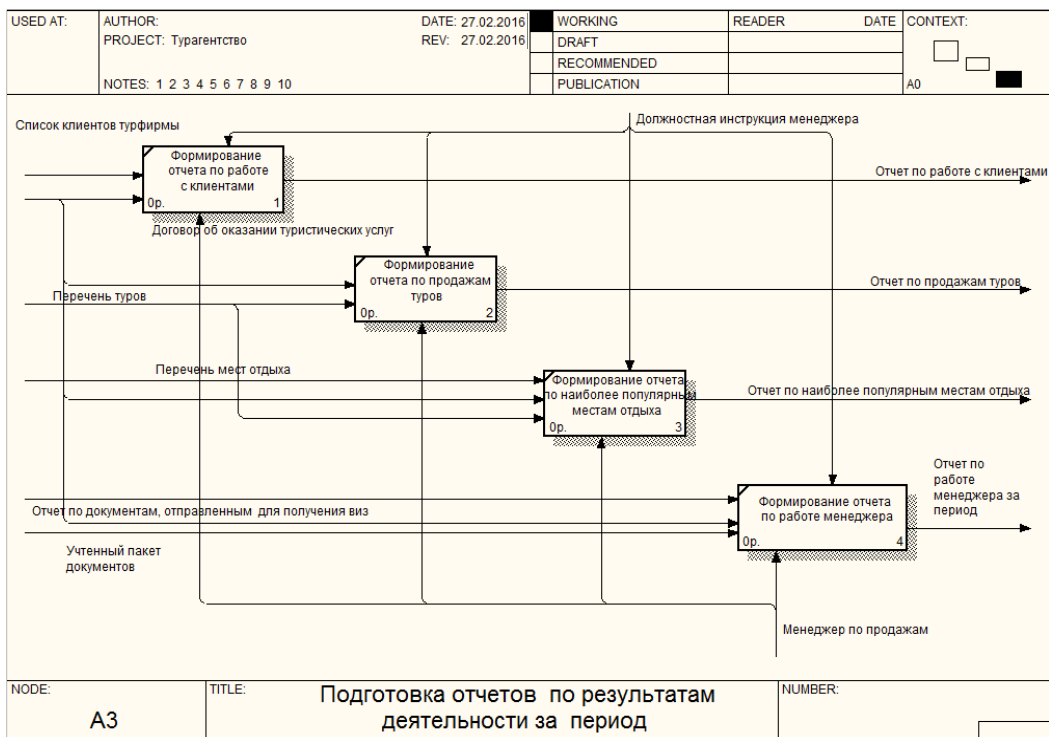 USED AT:
AUTHOR:
DATE: 27.02.2016
PROJECT: Турагентство
REV: 27.02.2016
NOTES: 1 2 3 4 5 6 7 8 9 10
WORKING
DRAFT
RECOMMENDED
PUBLICATION
READER
DATE
CONTEXT:
A0
Список клиентов турфирмы
Должностная инструкция менеджера
Формирование
отчета по работе
с клиентами
0р.
1
Отчет по работе с клиентами
Договор об оказании туристических услуг
Формирование
отчета по продажам
туров
0р.
2
Отчет по продажам туров
Перечень туров
Перечень мест отдыха
Формирование отчета
по наиболее популярным
местам отдыха
0р.
3
Отчет по наиболее популярным местам отдыха
Отчет по
работе
менеджера за
период
Формирование отчета
по работе менеджера
0р.
4
Отчет по документам, отправленным для получения виз
Учтенный пакет
документов
Менеджер по продажам
NODE:
A3
TITLE:
Подготовка отчетов по результатам
деятельности за период
NUMBER: